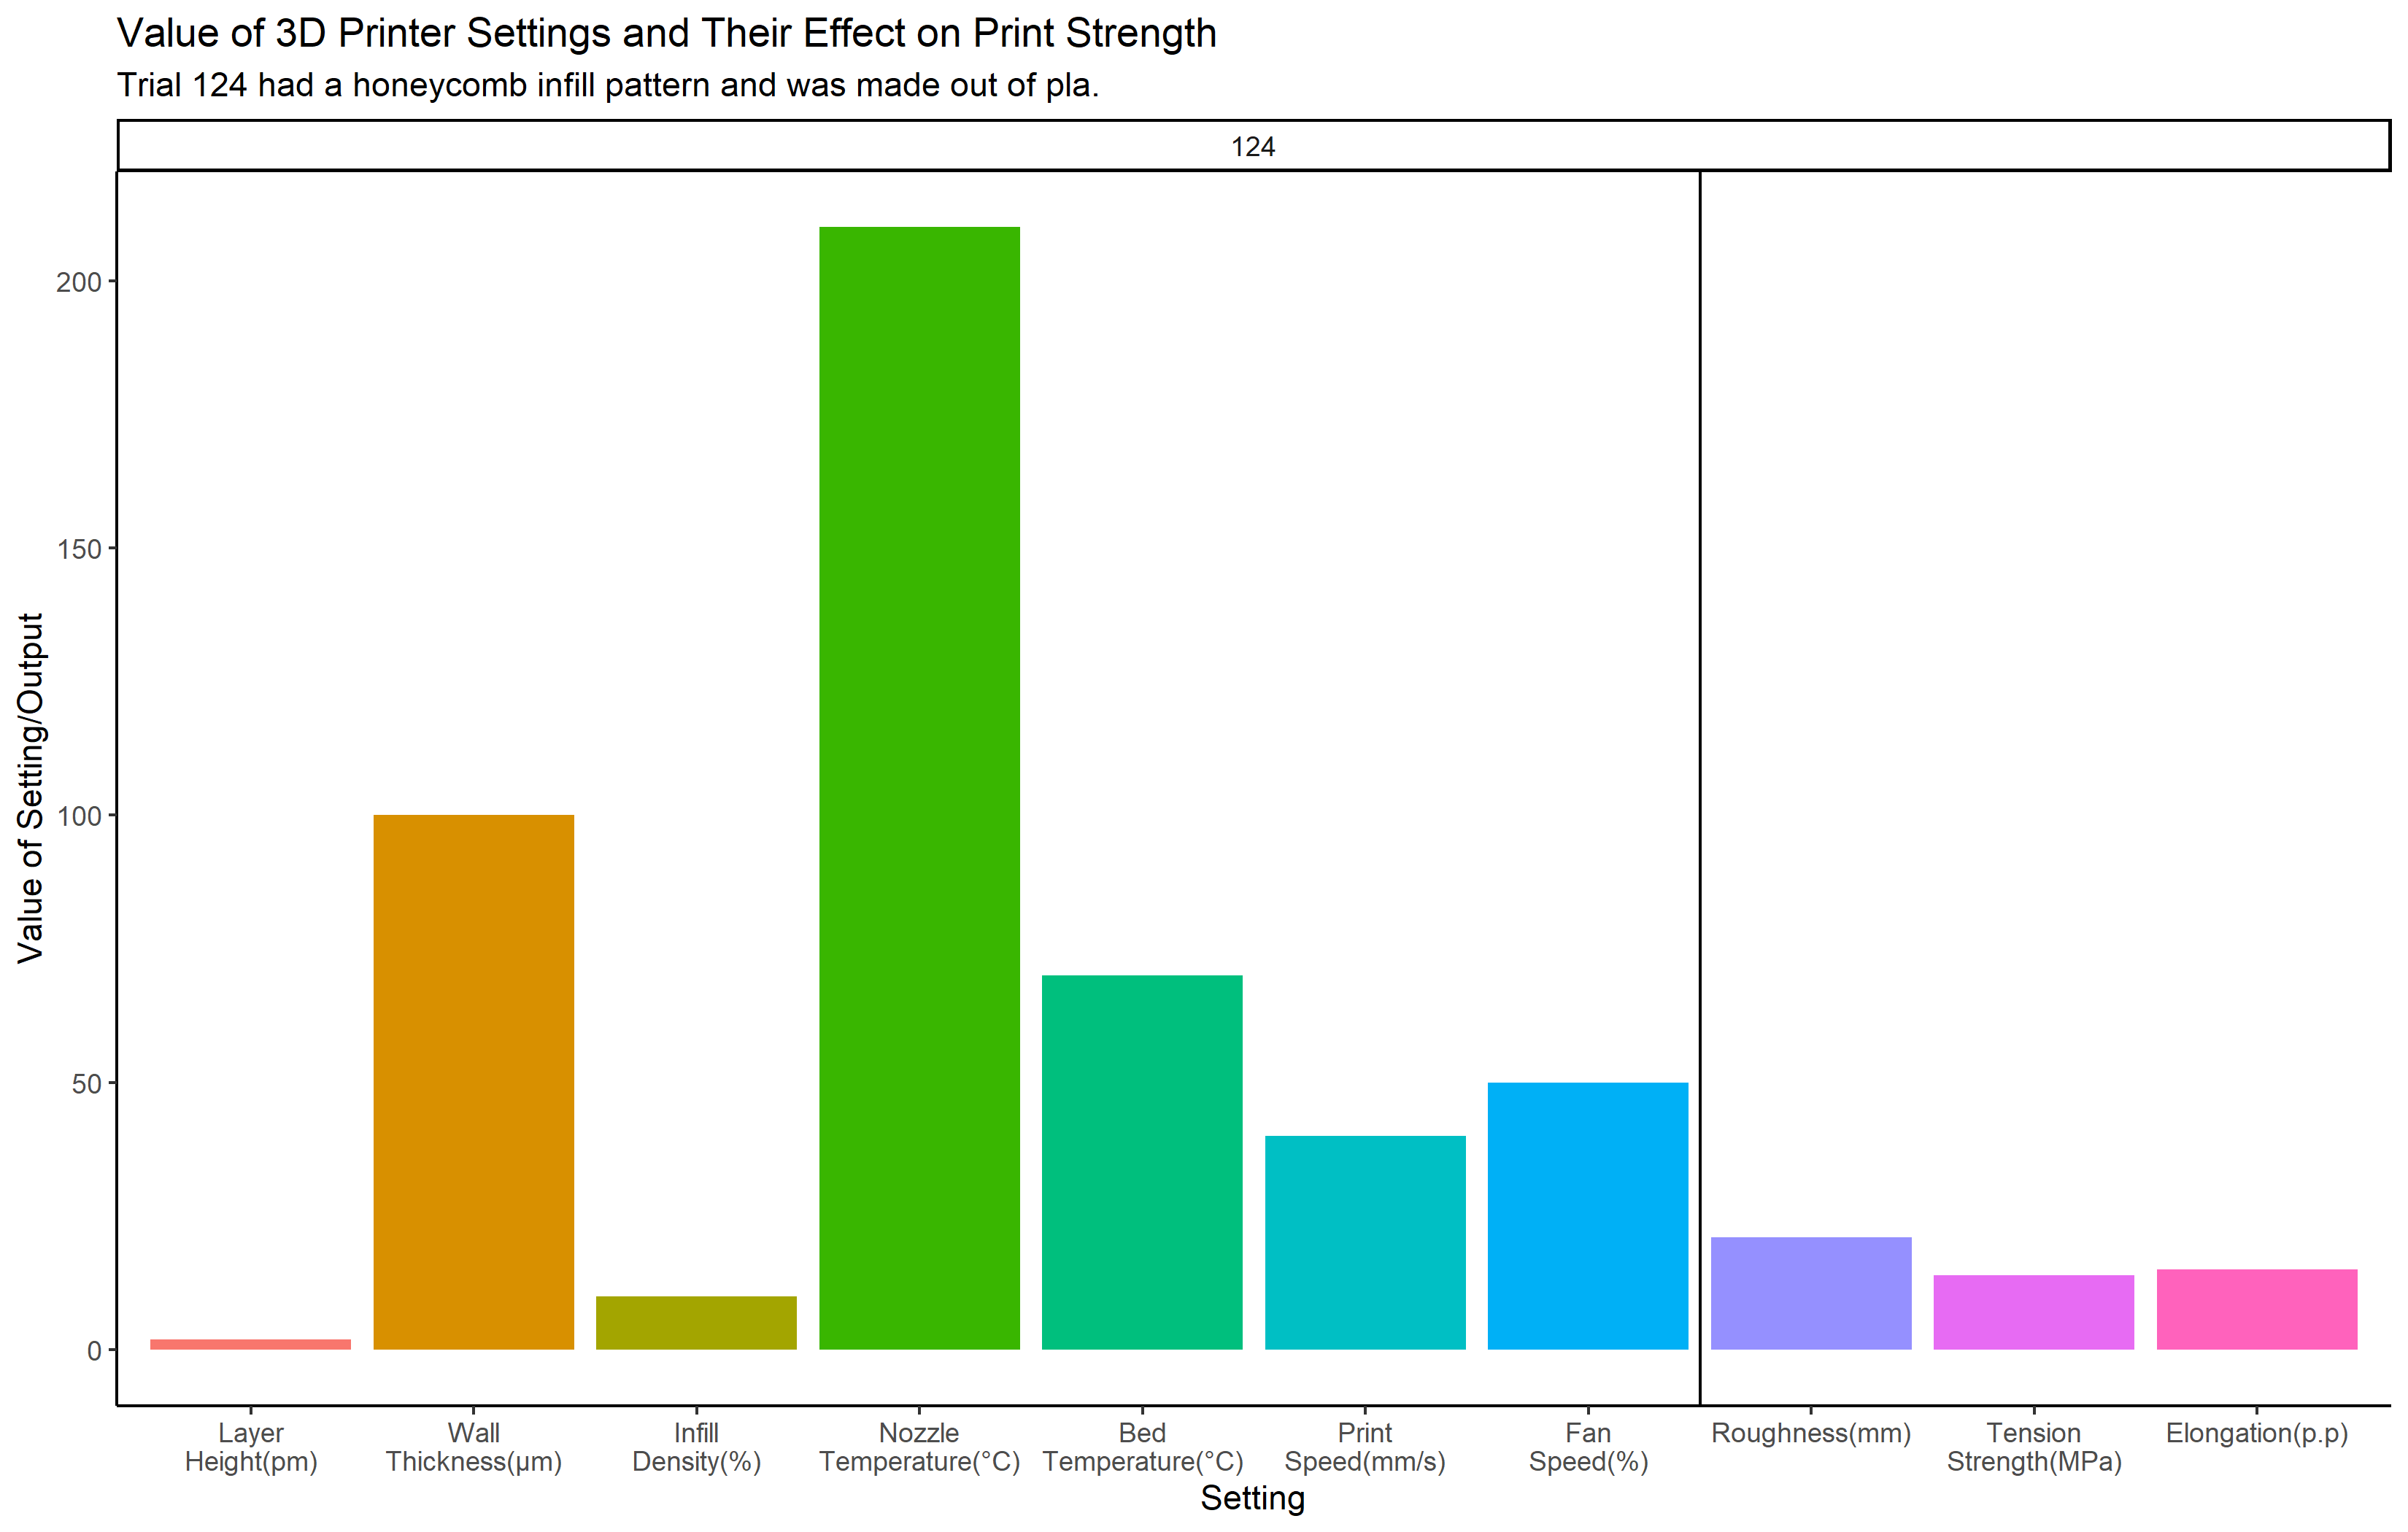 Value of 3D Printer Settings and Their Effect on Print Strength
Trial 124 had a honeycomb infill pattern and was made out of pla.
124
Value of Setting/Output
200
150
100
50
0
Layer
Height(pm)
Wall
Thickness(µm)
Infill
Density(%)
Nozzle
Temperature(°C)
Bed
Temperature(°C)
Print
Speed(mm/s)
Fan
Speed(%)
Roughness(mm)
Tension
Strength(MPa)
Elongation(p.p)
Setting